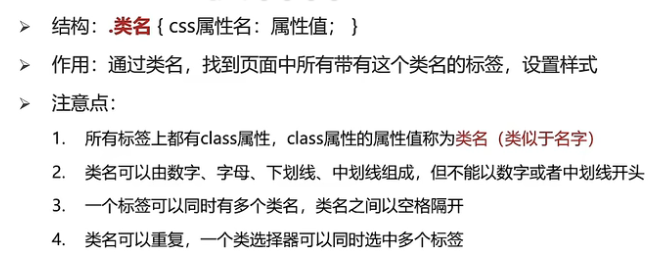 ➢ 结构：.类名 { css属性名：属性值； }
➢ 作用：通过类名，找到页面中所有带有这个类名的标签，设置样式
➢ 注意点：
1. 所有标签上都有class属性，class属性的属性值称为类名（类似于名字）
2. 类名可以由数字、字母、下划线、中划线组成，但不能以数字或者中划线开头
3. 一个标签可以同时有多个类名，类名之间以空格隔开
4. 类名可以重复，一个类选择器可以同时选中多个标签